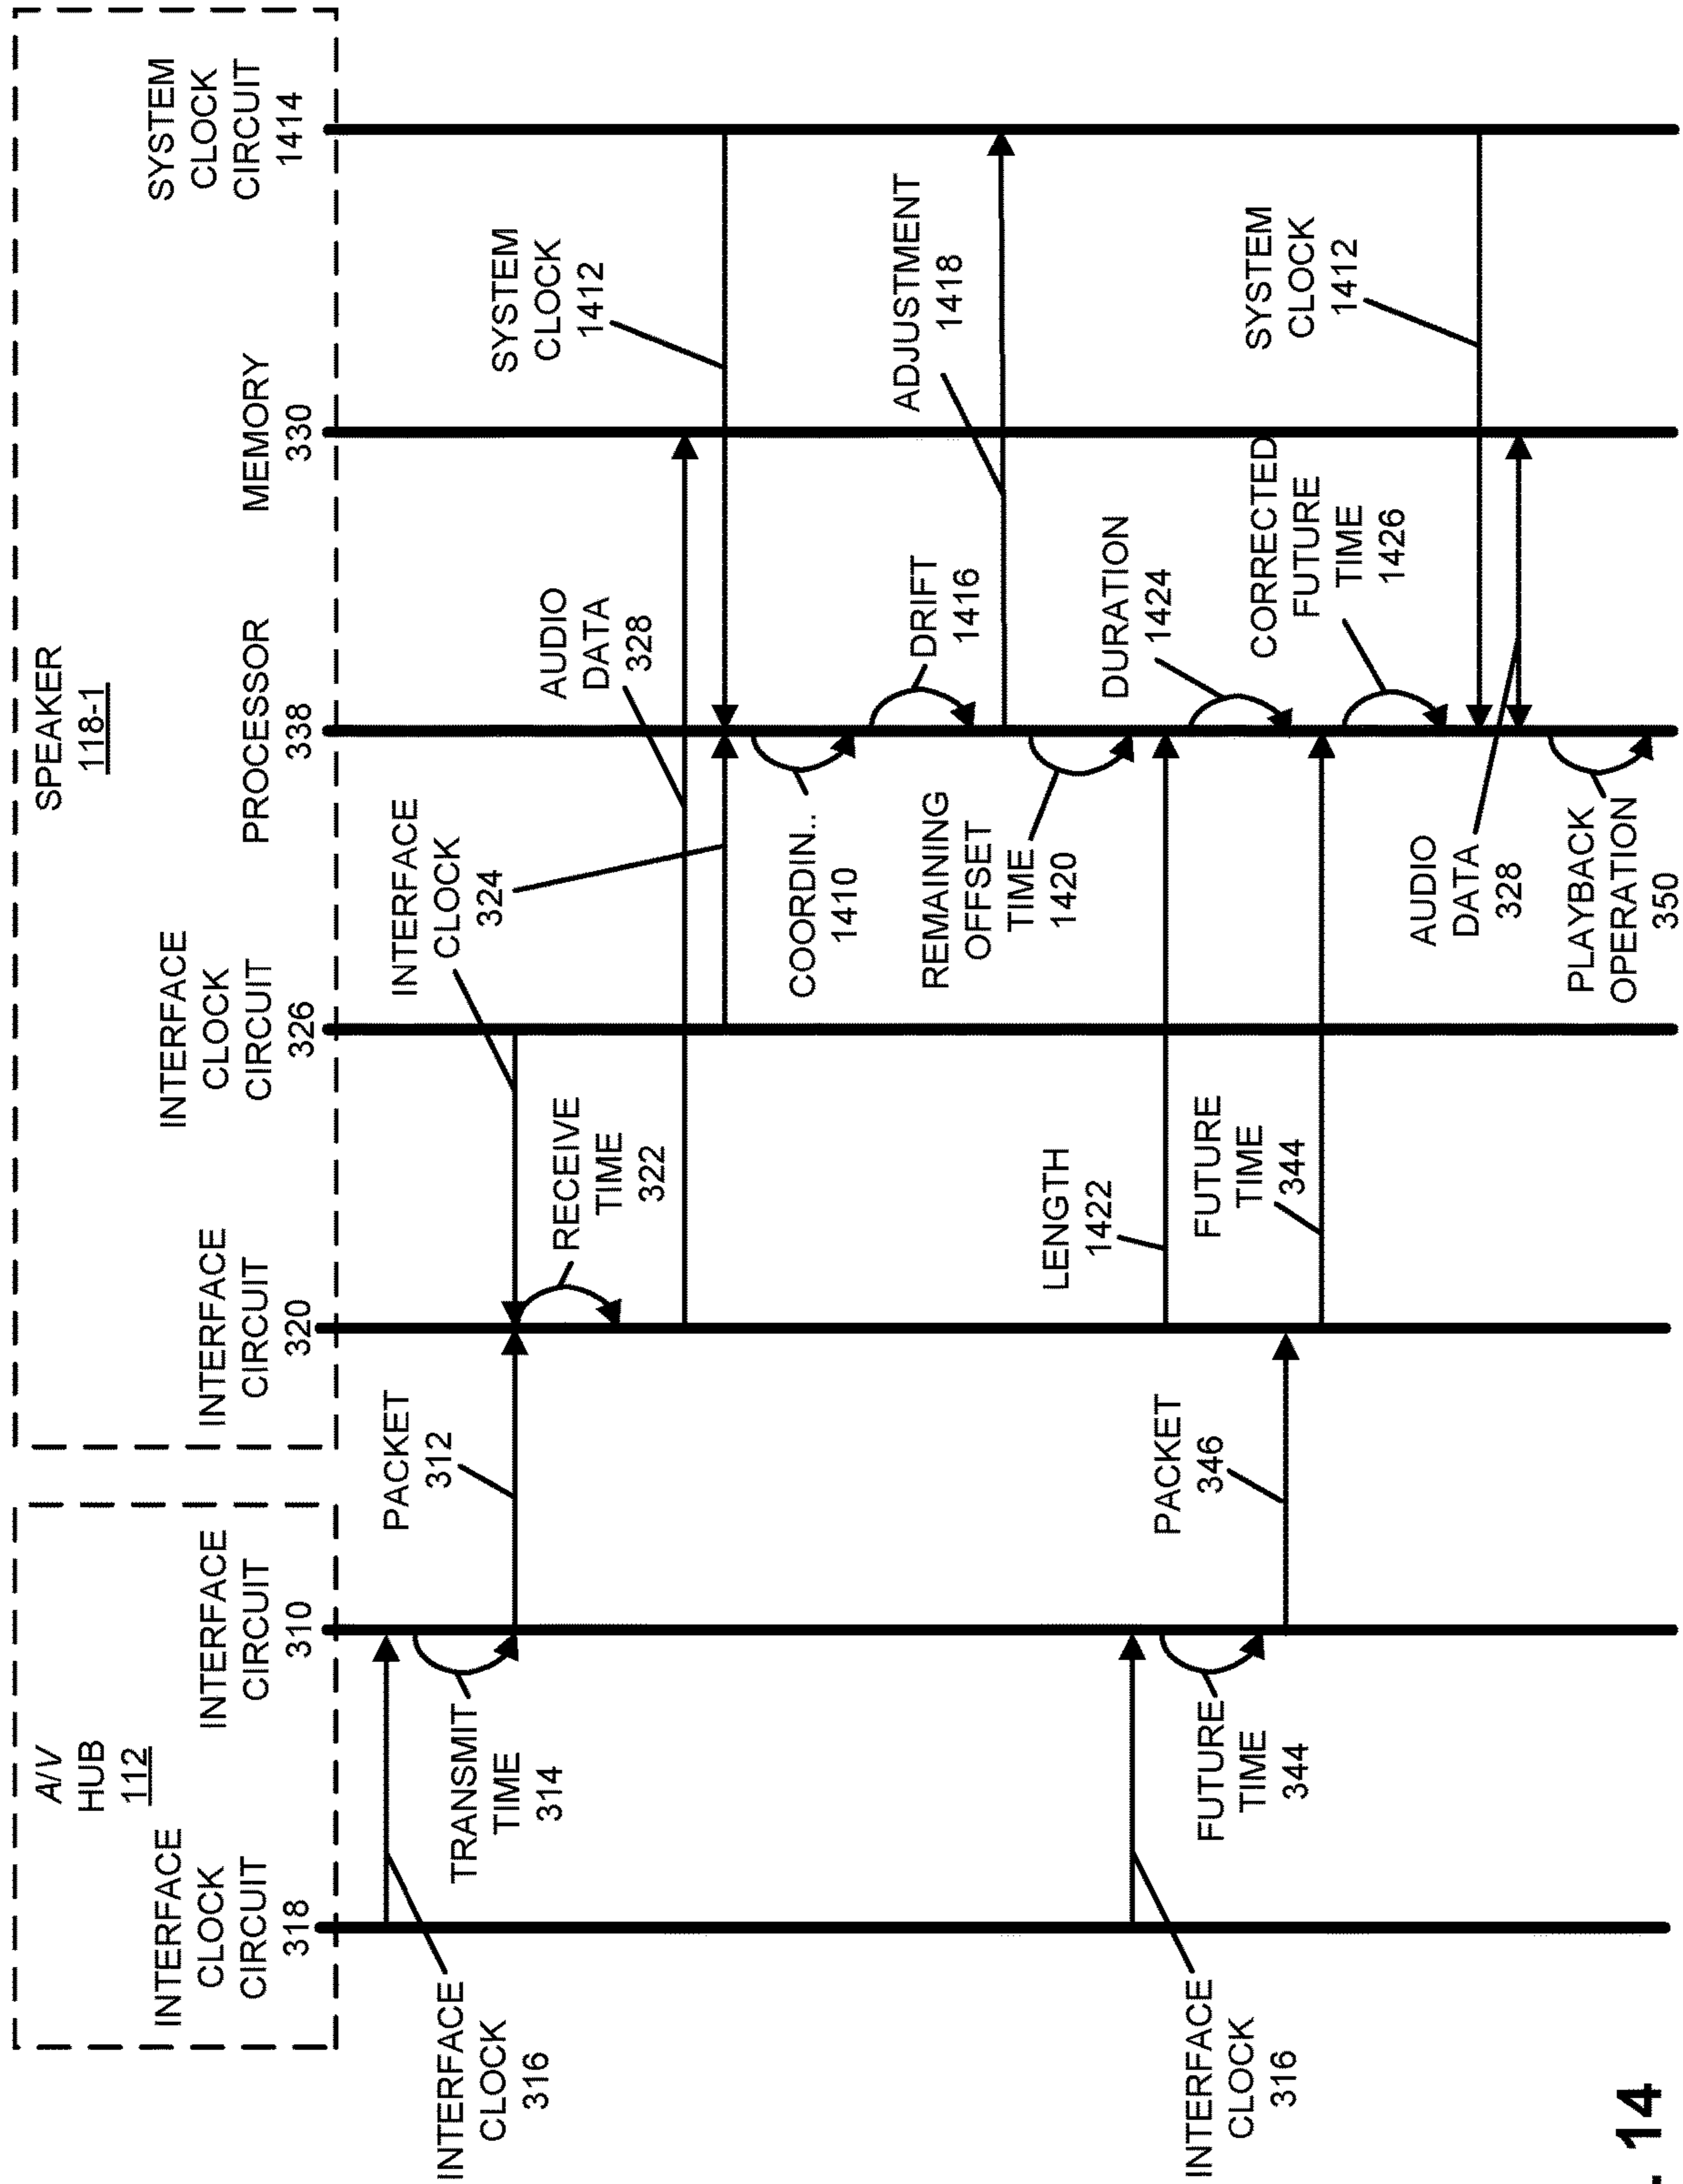 A/V
HUB
112
INTERFACE
CLOCK
CIRCUIT
318
INTERFACE
CIRCUIT
310
SPEAKER
118-1
INTERFACE
CIRCUIT
320
INTERFACE
CLOCK
CIRCUIT
326
PROCESSOR
338
MEMORY
330
SYSTEM
CLOCK
CIRCUIT
1414
INTERFACE
CLOCK
316
TRANSMIT
TIME
314
PACKET
312
RECEIVE
TIME
322
INTERFACE
CLOCK
324
AUDIO
DATA
328
SYSTEM
CLOCK
1412
COORDIN..
1410
DRIFT
1416
ADJUSTMENT
1418
REMAINING
OFFSET
TIME
1420
LENGTH
1422
DURATION
1424
INTERFACE
CLOCK
316
FUTURE
TIME
344
PACKET
346
FUTURE
TIME
344
CORRECTED
FUTURE
TIME
1426
SYSTEM
CLOCK
1412
AUDIO
DATA
328
PLAYBACK
OPERATION
350
. 14